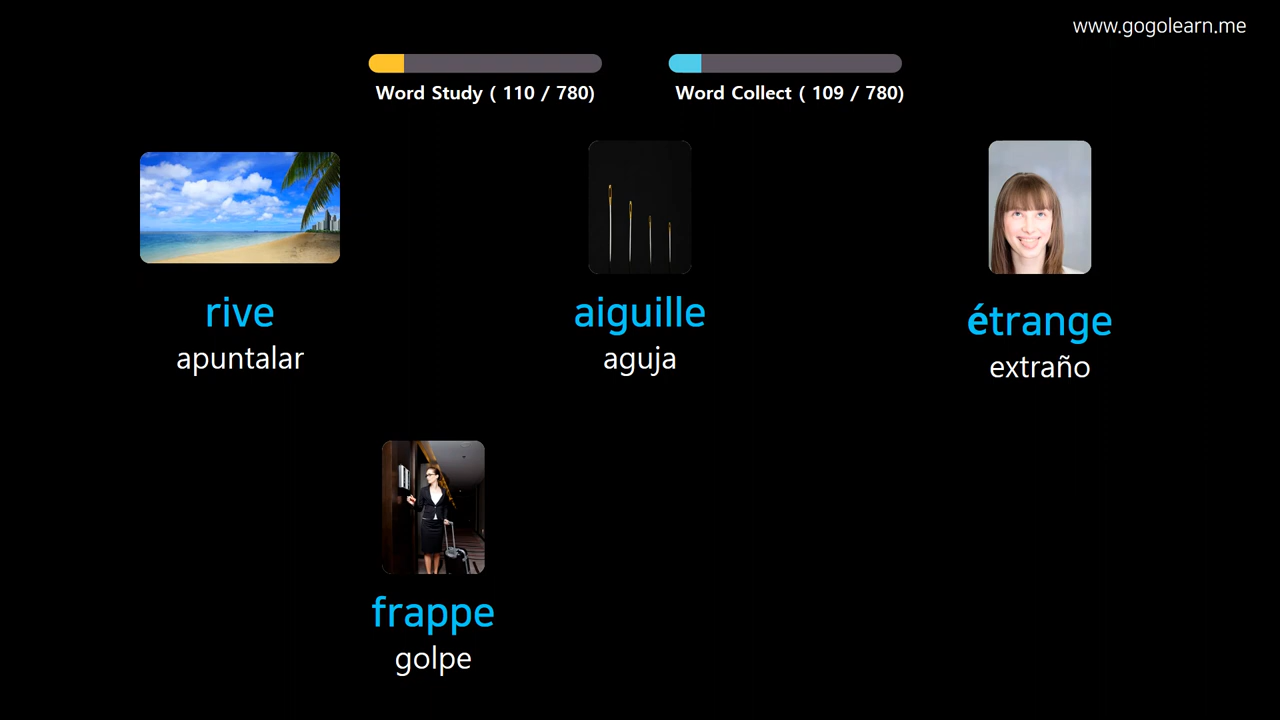 www.gogolearn.me
Word Study ( 110 / 780)
Word Collect ( 109 / 780)
rive
apuntalar
aiguille
aguja
étrange
extraño
frappe
golpe